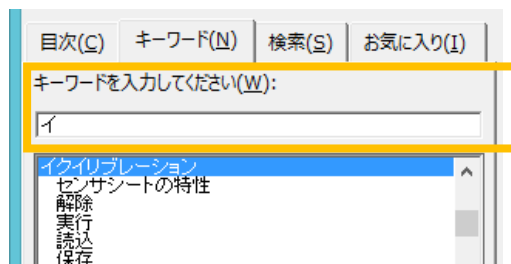 目次(C) キーワード(N) 検索(S) お気に入り(I)
キーワードを入力してください(W):
イ
イクイリブレーション
センサシートの特性
解除
実行
読込
保存